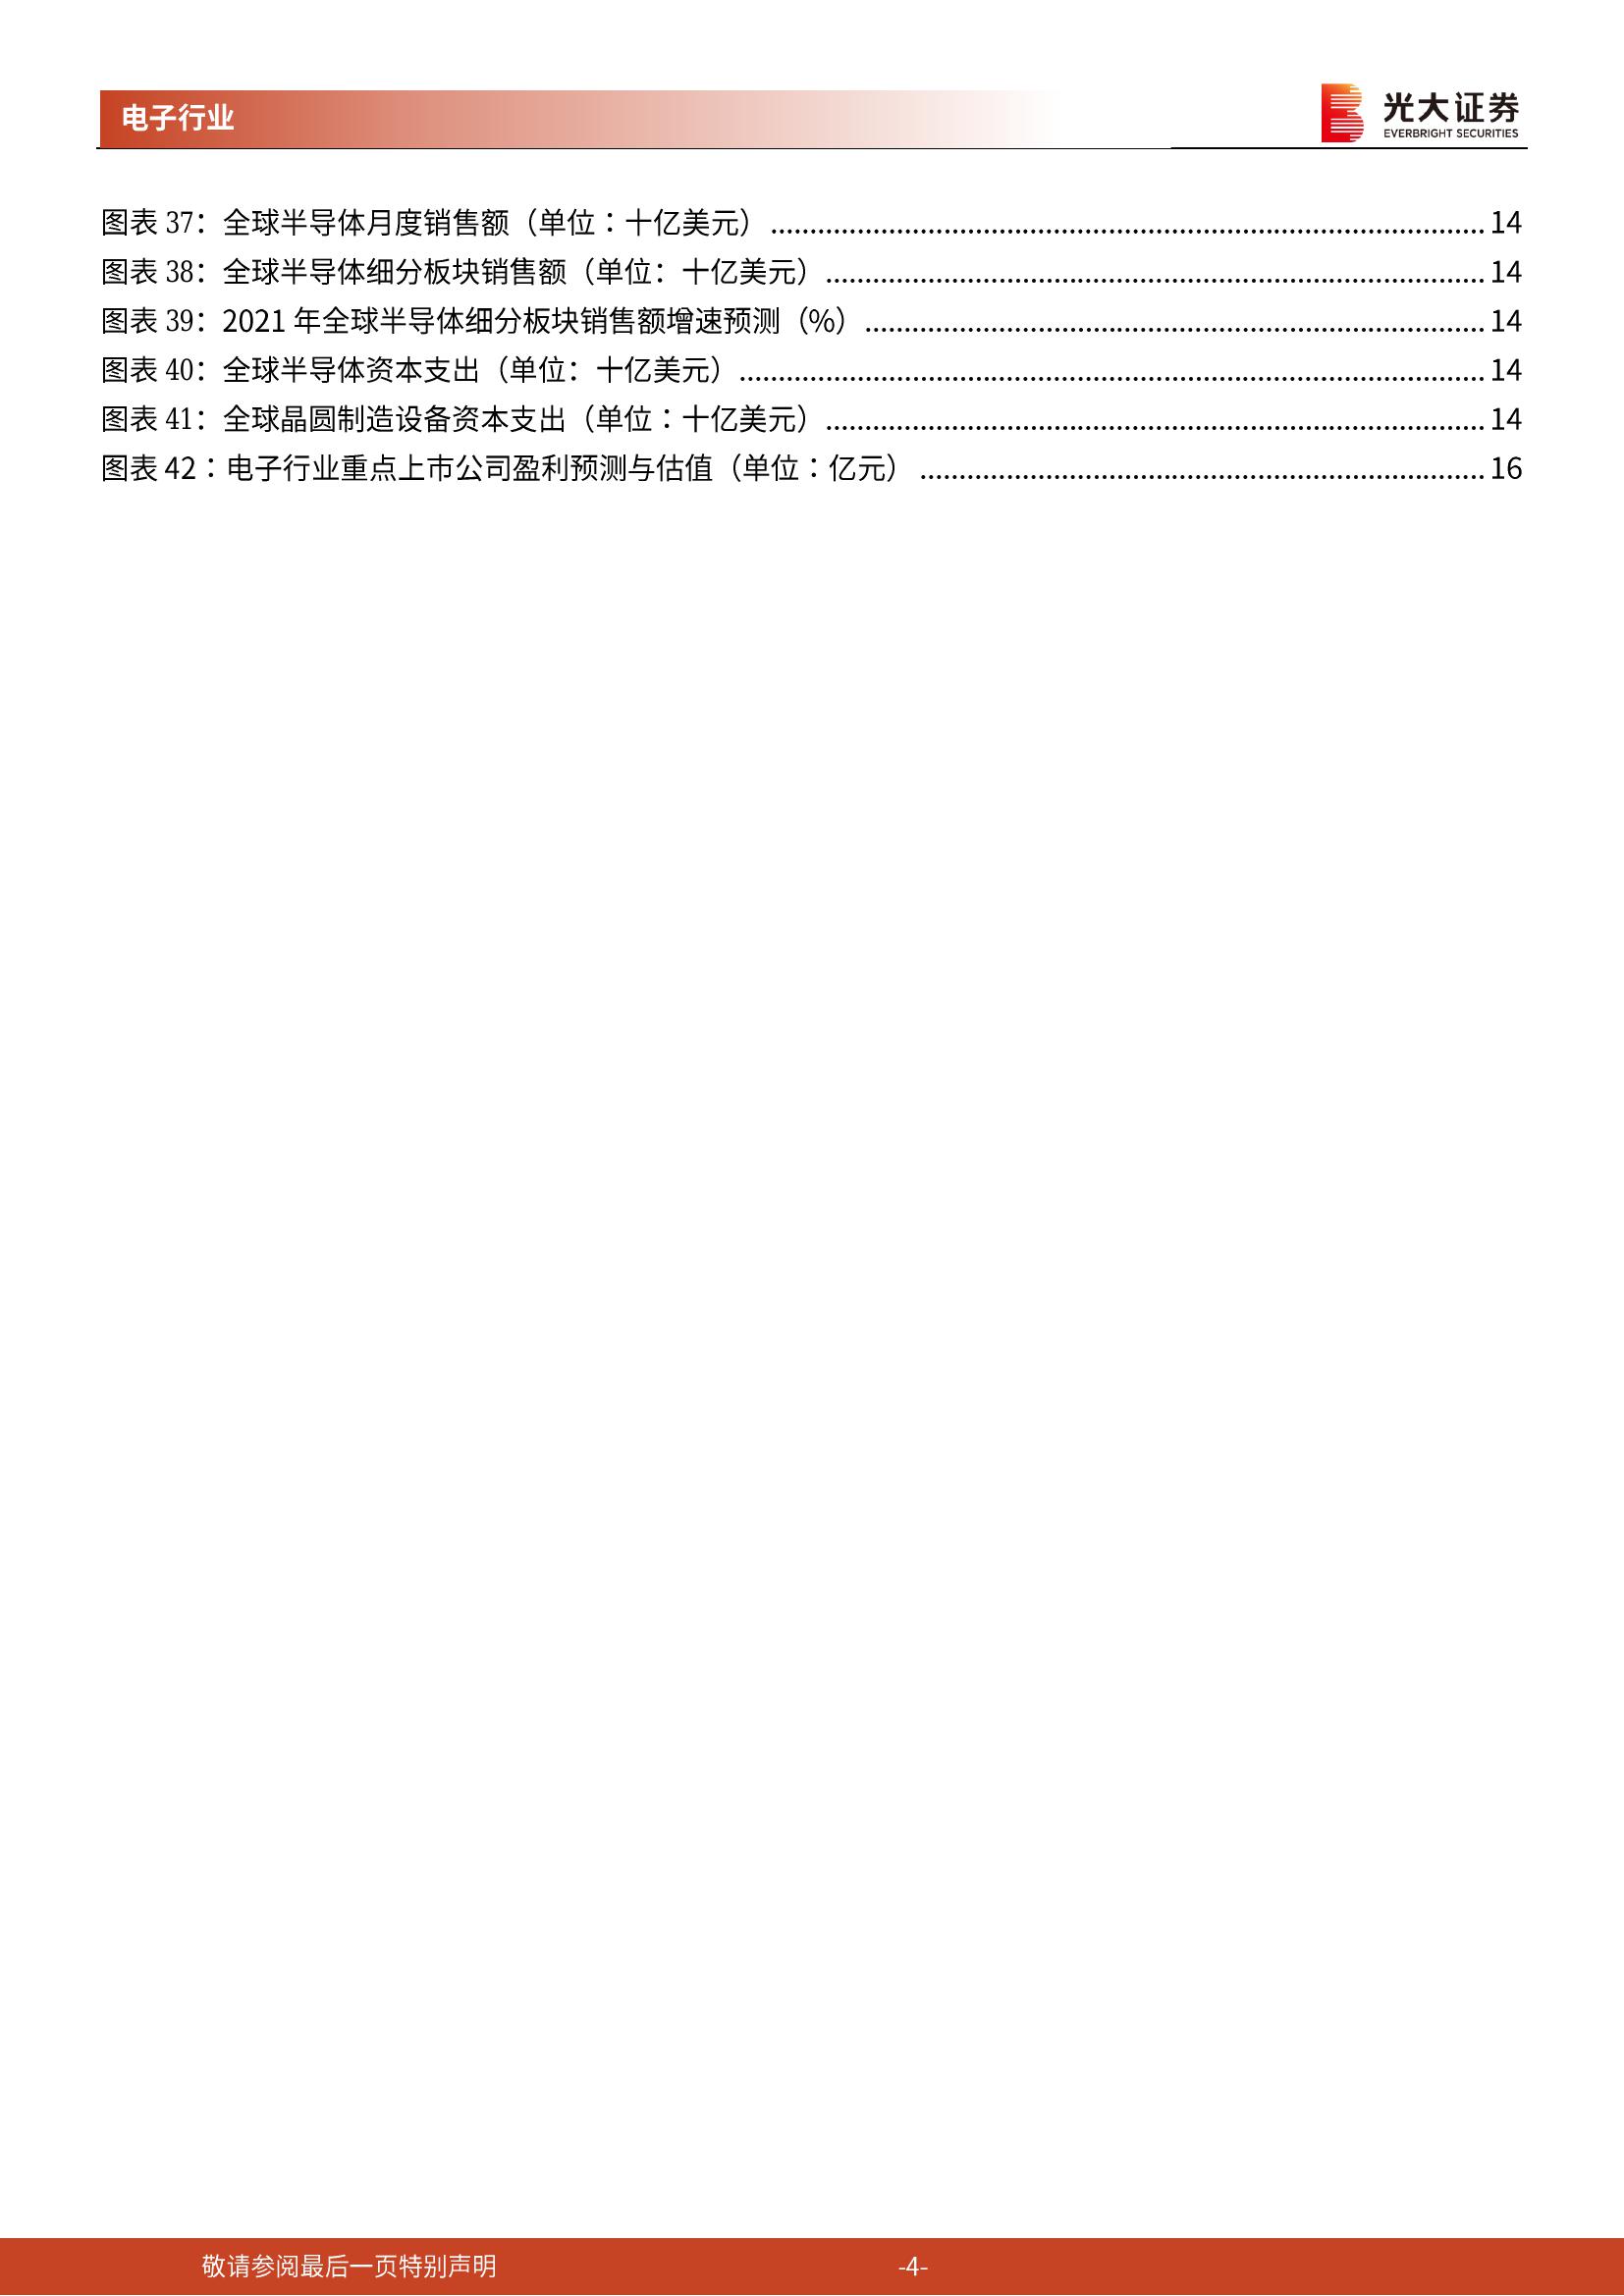 电子行业
光大证券
EVERBRIGHT SECURITIES
图表 37：全球半导体月度销售额（单位：十亿美元）........................................................................................... 14
图表 38：全球半导体细分板块销售额（单位：十亿美元）.................................................................................... 14
图表 39：2021 年全球半导体细分板块销售额增速预测（%）............................................................................... 14
图表 40：全球半导体资本支出（单位：十亿美元）............................................................................................... 14
图表 41：全球晶圆制造设备资本支出（单位：十亿美元）.................................................................................... 14
图表 42：电子行业重点上市公司盈利预测与估值（单位：亿元） ........................................................................ 16
敬请参阅最后一页特别声明
-4-